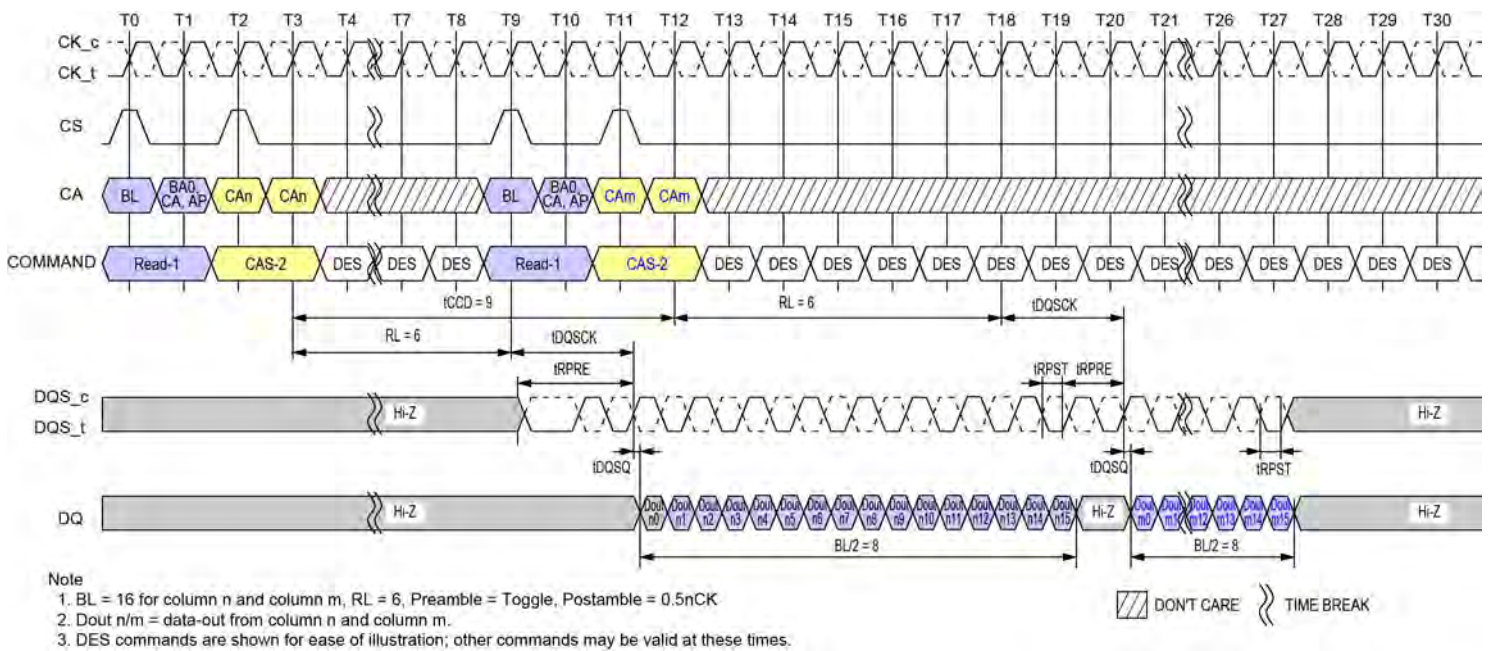 T0 T1 T2 T3 T4 T7 T8 T9 T10 T11 T12 T13 T14 T15 T16 T17 T18 T19 T20 T21 T26 T27 T28 T29 T30
CK_c
CK_t
CS
CA BL BA0, CA, AP CAn CAn BL BA0, CA, AP CAm CAm
COMMAND Read-1 CAS-2 DES DES DES Read-1 CAS-2 DES DES DES DES DES DES DES DES DES DES DES DES DES DES
tCCD = 9 RL = 6 tDQSCK
RL = 6 tDQSCK
tRPRE tRPST tRPRE
DQS_c
DQS_t Hi-Z Hi-Z
tDQSQ tDQSQ tRPST
DQ Hi-Z Dout n0 Dout n1 Dout n2 Dout n3 Dout n4 Dout n5 Dout n6 Dout n7 Dout n8 Dout n9 Dout n10 Dout n11 Dout n12 Dout n13 Dout n14 Dout n15 Hi-Z Dout m0 Dout m12 Dout m13 Dout m14 Dout m15 Hi-Z
BL/2 = 8 BL/2 = 8
Note
1. BL = 16 for column n and column m, RL = 6, Preamble = Toggle, Postamble = 0.5nCK
2. Dout n/m = data-out from column n and column m.
3. DES commands are shown for ease of illustration; other commands may be valid at these times.
DON'T CARE TIME BREAK